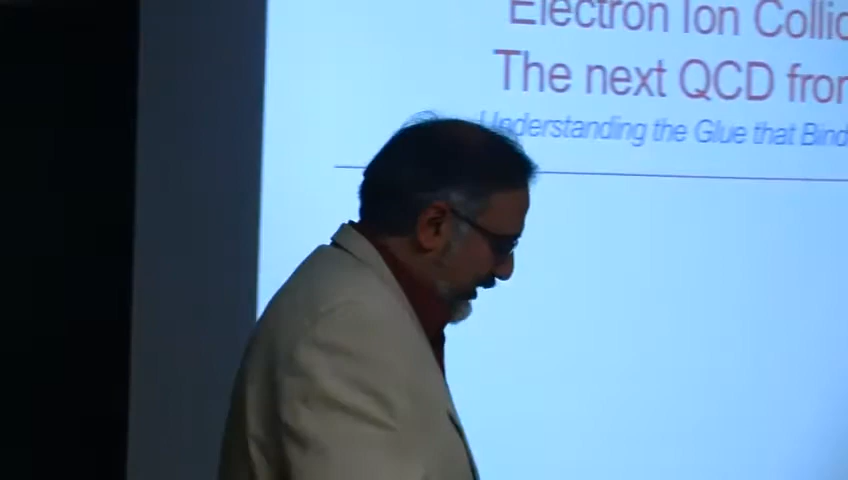 Electron Ion Collid
The next QCD fron
Understanding the Glue that Bind